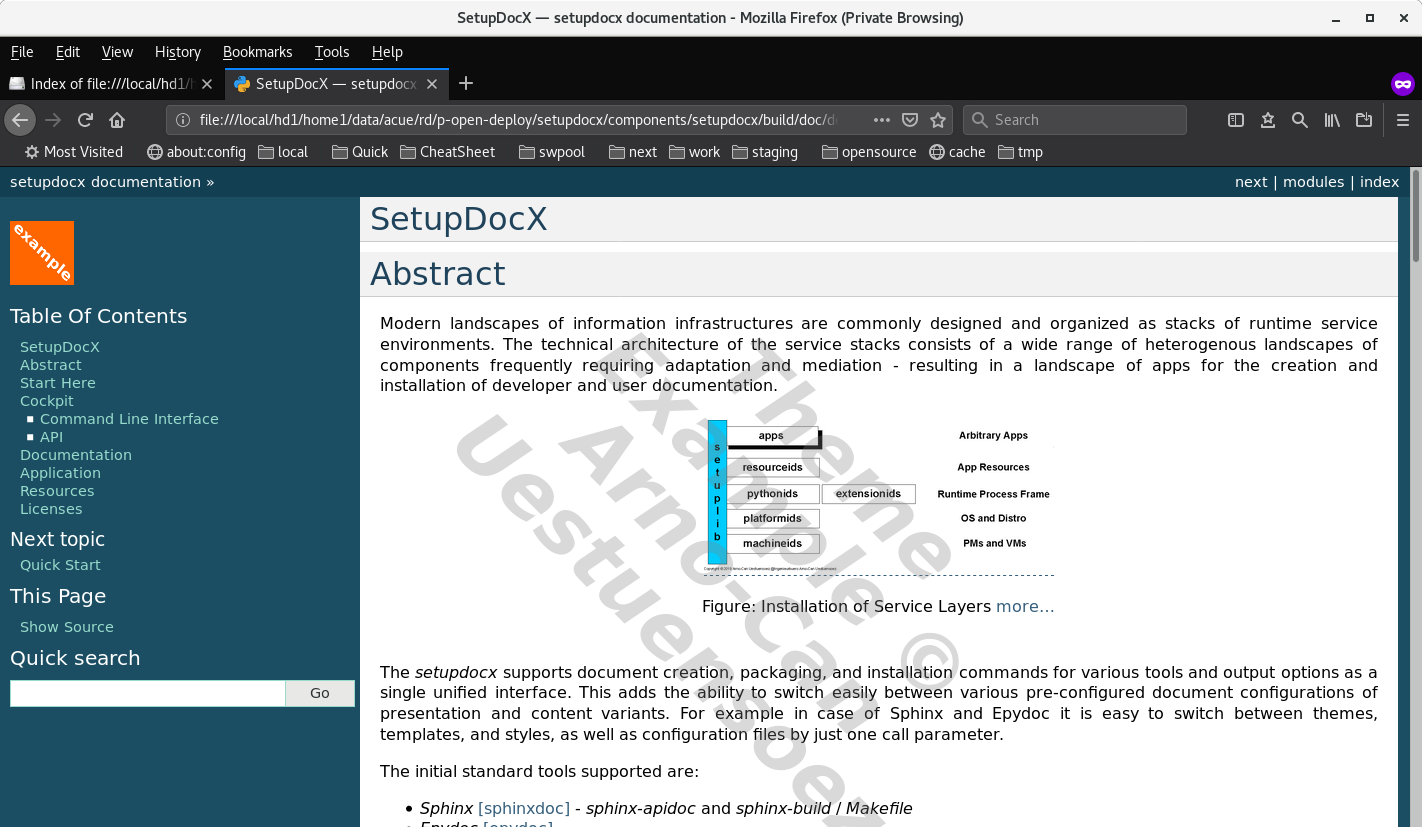 SetupDocX — setupdocx documentation - Mozilla Firefox (Private Browsing)
File Edit View History Bookmarks Tools Help
Index of file:///local/hd1/
SetupDocX — setupdocx
file:///local/hd1/home1/data/acue/rd/p-open-deploy/setupdocx/components/setupdocx/build/doc/
Search
Most Visited about:config local Quick CheatSheet swpool next work staging opensource cache tmp
setupdocx documentation »
next | modules | index
example
Table Of Contents
SetupDocX
Abstract
Start Here
Cockpit
Command Line Interface
API
Documentation
Application
Resources
Licenses
Next topic
Quick Start
This Page
Show Source
Quick search
Go
SetupDocX
Abstract
Modern landscapes of information infrastructures are commonly designed and organized as stacks of runtime service
environments. The technical architecture of the service stacks consists of a wide range of heterogenous landscapes of
components frequently requiring adaptation and mediation - resulting in a landscape of apps for the creation and
installation of developer and user documentation.
setuplib
apps Arbitrary Apps
resourceids App Resources
pythonids extensionids Runtime Process Frame
platformids OS and Distro
machineids PMs and VMs
Figure: Installation of Service Layers more...
The setupdocx supports document creation, packaging, and installation commands for various tools and output options as a
single unified interface. This adds the ability to switch easily between various pre-configured document configurations of
presentation and content variants. For example in case of Sphinx and Epydoc it is easy to switch between themes,
templates, and styles, as well as configuration files by just one call parameter.
The initial standard tools supported are:
Sphinx [sphinxdoc] - sphinx-apidoc and sphinx-build / Makefile
Epydoc [epydoc]
Theme
Example ©
Arno-Can
Uestuensoez